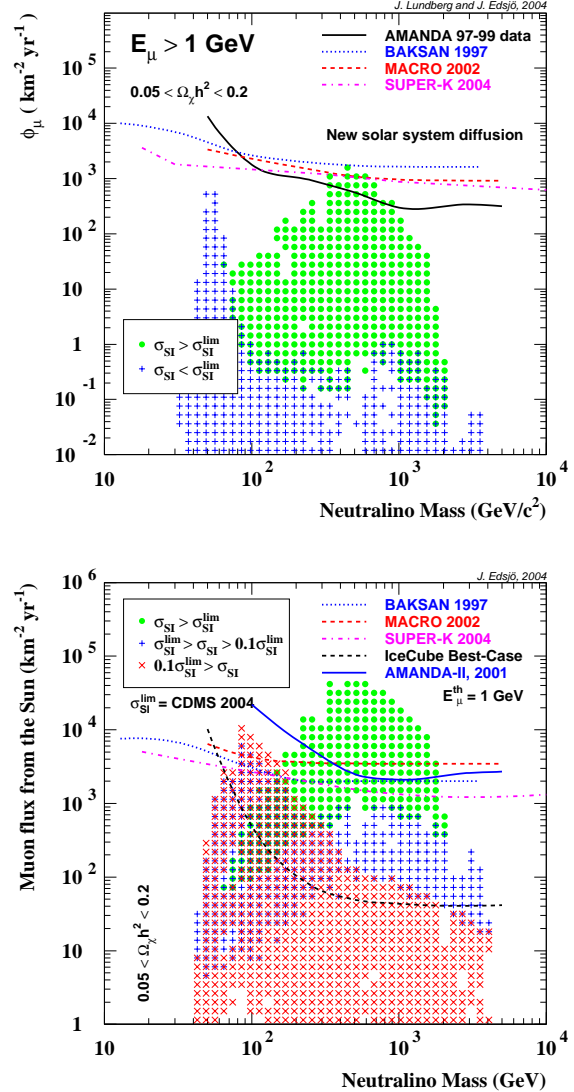 J. Lundberg and J. Edsjö, 2004
E_μ > 1 GeV
AMANDA 97-99 data
BAKSAN 1997
MACRO 2002
SUPER-K 2004
0.05 < Ω_χh² < 0.2
New solar system diffusion
σ_SI > σ_SI^lim
σ_SI < σ_SI^lim
ϕ_μ ( km⁻² yr⁻¹)
10⁵
10⁴
10³
10²
10
1
10⁻¹
10⁻²
10
10²
10³
10⁴
Neutralino Mass (GeV/c²)
J. Edsjö, 2004
σ_SI > σ_SI^lim
σ_SI^lim > σ_SI > 0.1σ_SI^lim
0.1σ_SI^lim > σ_SI
BAKSAN 1997
MACRO 2002
SUPER-K 2004
IceCube Best-Case
AMANDA-II, 2001
σ_SI^lim = CDMS 2004
E_μ^th = 1 GeV
0.05 < Ω_χh² < 0.2
Muon flux from the Sun (km⁻² yr⁻¹)
10⁶
10⁵
10⁴
10³
10²
10
1
10
10²
10³
10⁴
Neutralino Mass (GeV)